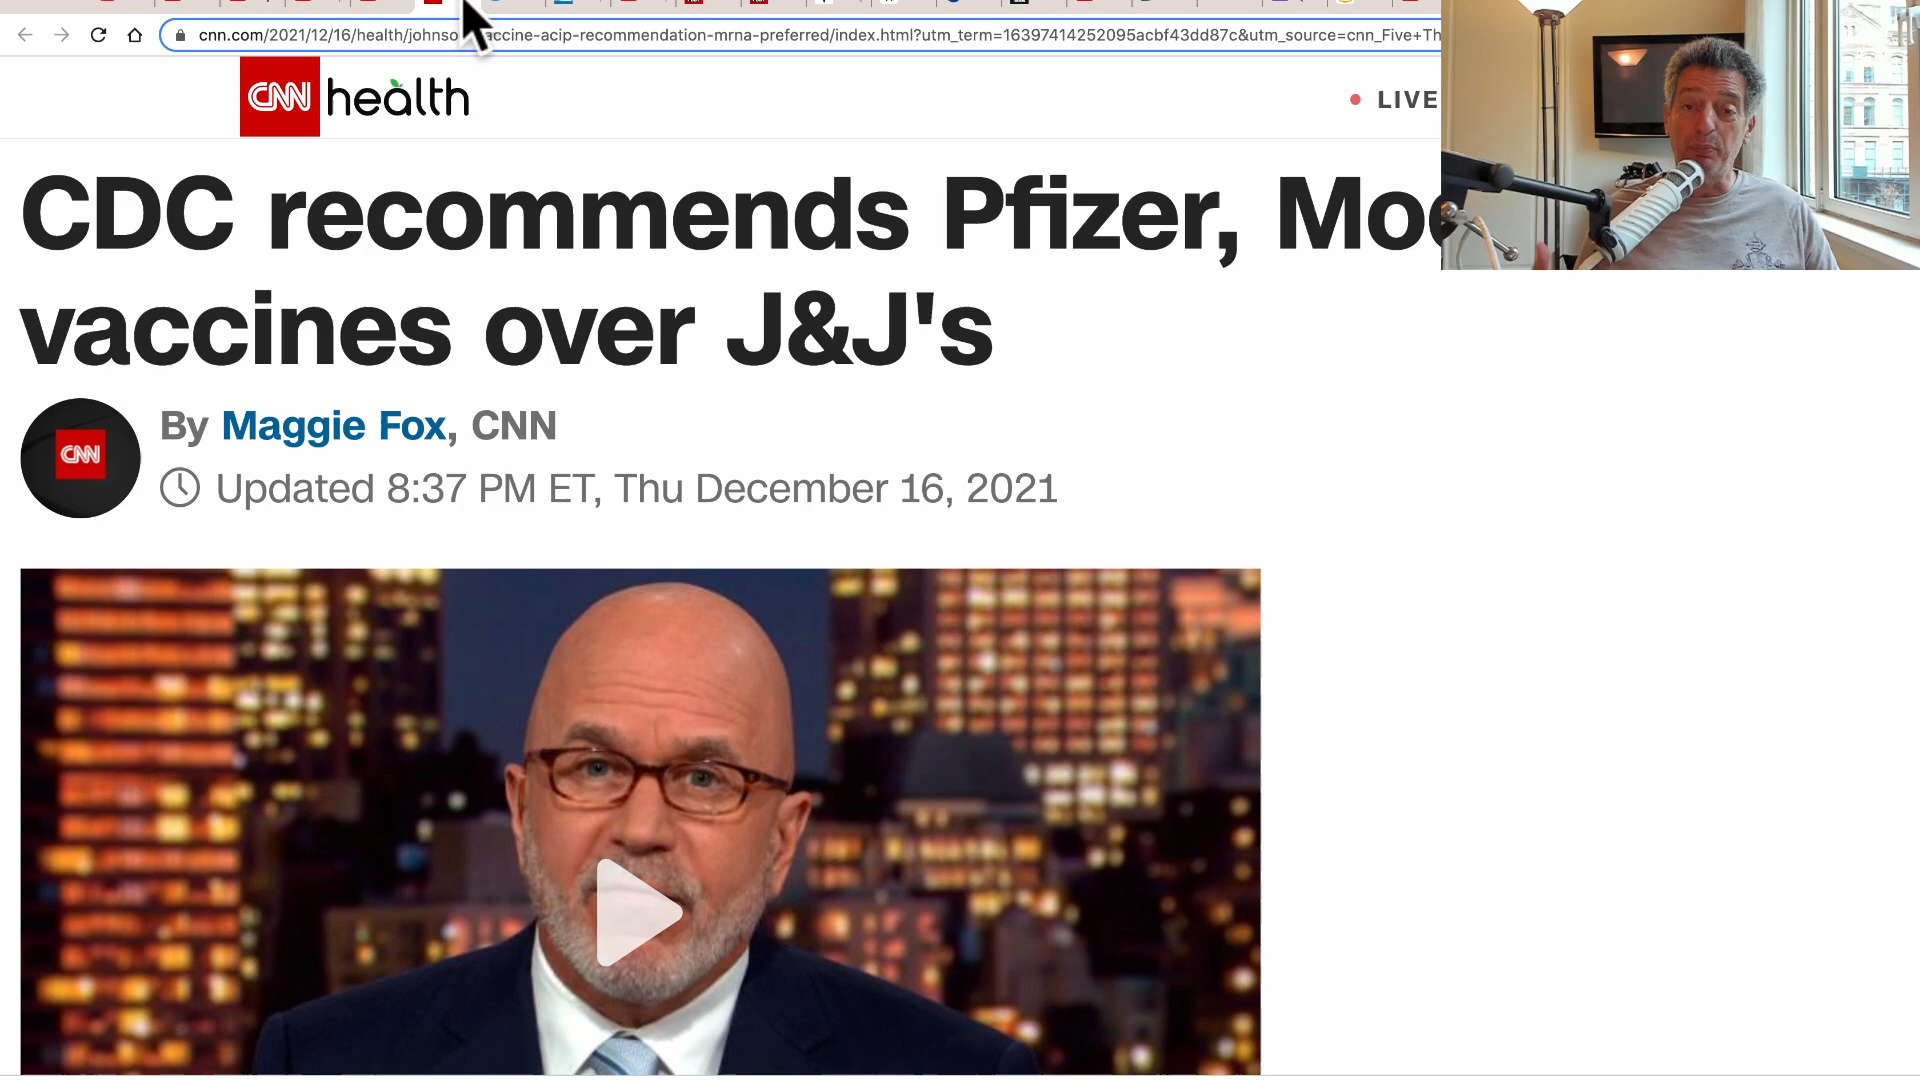 cnn.com/2021/12/16/health/johnso accine-acip-recommendation-mrna-preferred/index.html?utm_term=16397414252095acbf43dd87c&utm_source=cnn_Five+Th
CNN health
LIVE
CDC recommends Pfizer, Mod
vaccines over J&J's
CNN
By Maggie Fox, CNN
Updated 8:37 PM ET, Thu December 16, 2021